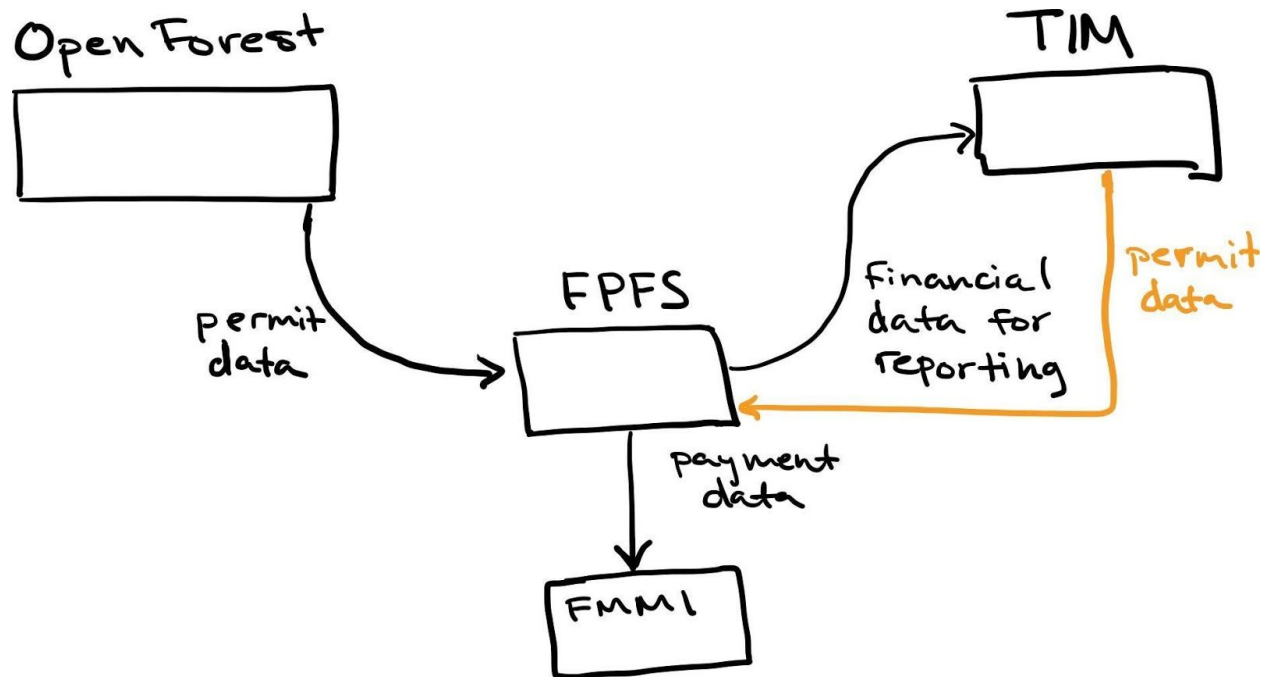 Open Forest
TIM
permit
data
FPFS
financial
data for
reporting
permit
data
payment
data
FMMI